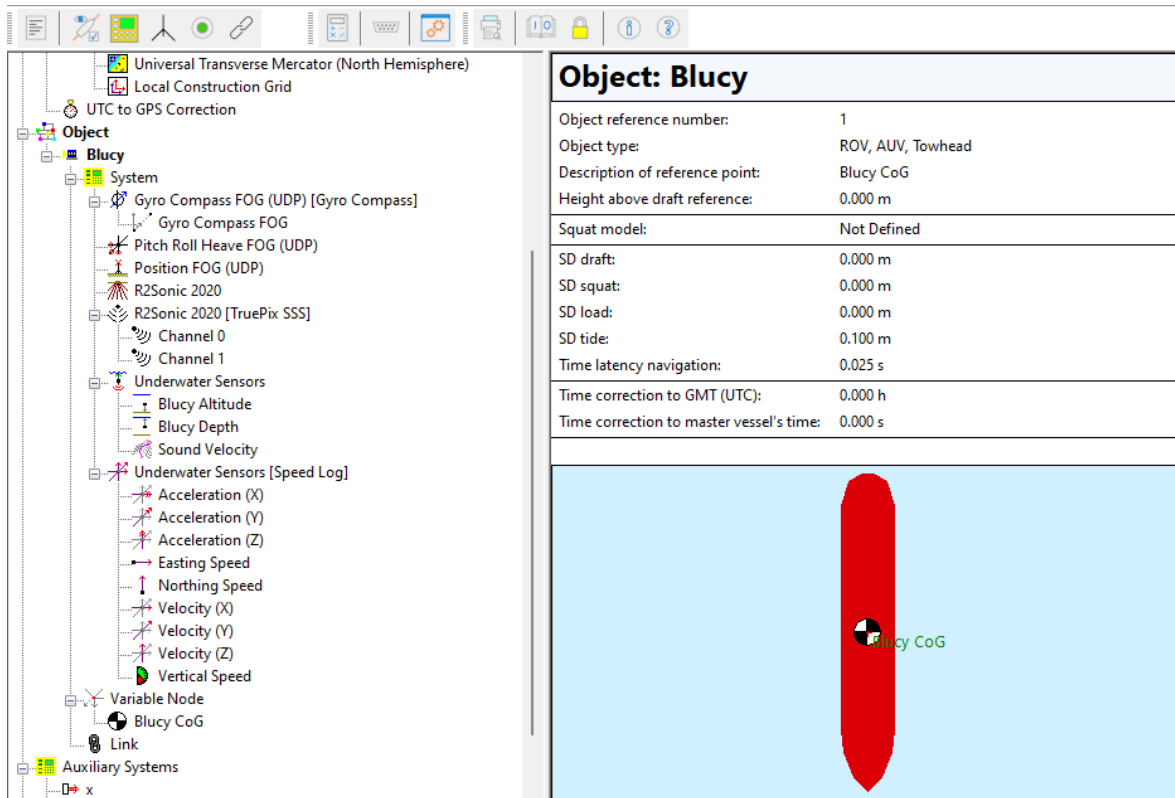 Universal Transverse Mercator (North Hemisphere)
Local Construction Grid
UTC to GPS Correction
Object
Blucy
System
Gyro Compass FOG (UDP) [Gyro Compass]
Gyro Compass FOG
Pitch Roll Heave FOG (UDP)
Position FOG (UDP)
R2Sonic 2020
R2Sonic 2020 [TruePix SSS]
Channel 0
Channel 1
Underwater Sensors
Blucy Altitude
Blucy Depth
Sound Velocity
Underwater Sensors [Speed Log]
Acceleration (X)
Acceleration (Y)
Acceleration (Z)
Easting Speed
Northing Speed
Velocity (X)
Velocity (Y)
Velocity (Z)
Vertical Speed
Variable Node
Blucy CoG
Link
Auxiliary Systems
x
Object: Blucy
Object reference number: 1
Object type: ROV, AUV, Towhead
Description of reference point: Blucy CoG
Height above draft reference: 0.000 m
Squat model: Not Defined
SD draft: 0.000 m
SD squat: 0.000 m
SD load: 0.000 m
SD tide: 0.100 m
Time latency navigation: 0.025 s
Time correction to GMT (UTC): 0.000 h
Time correction to master vessel's time: 0.000 s
Blucy CoG